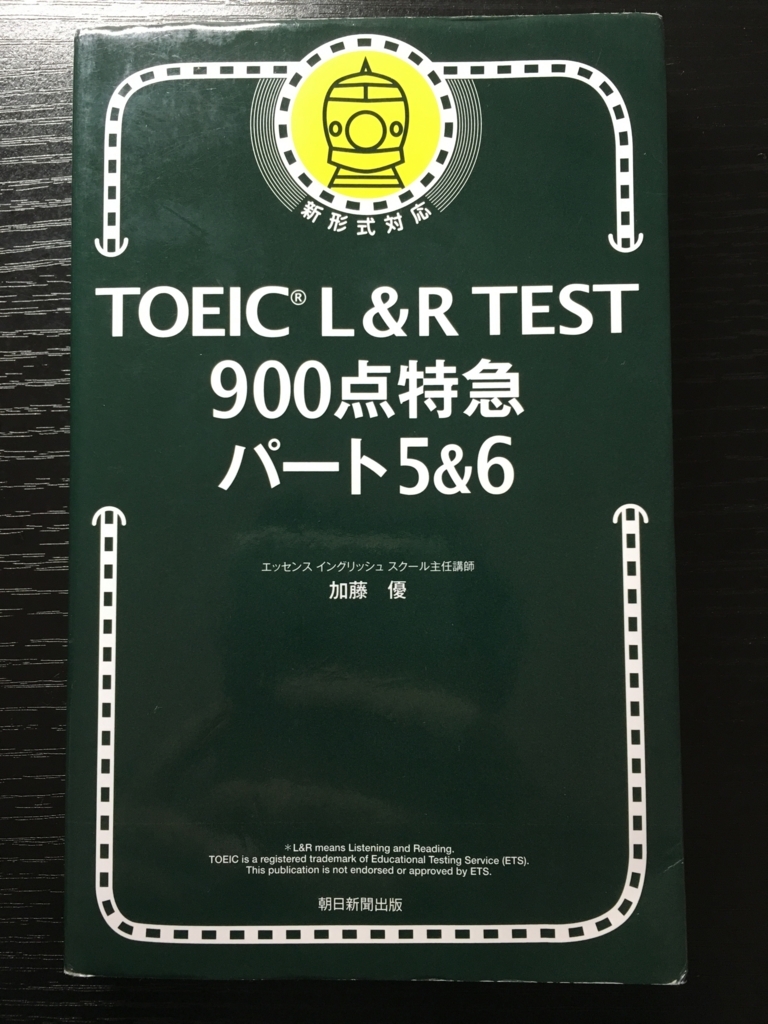 新形式対応
TOEIC® L&R TEST
900点特急
パート5&6
エッセンス イングリッシュ スクール主任講師
加藤 優
＊L&R means Listening and Reading.
TOEIC is a registered trademark of Educational Testing Service (ETS).
This publication is not endorsed or approved by ETS.
朝日新聞出版